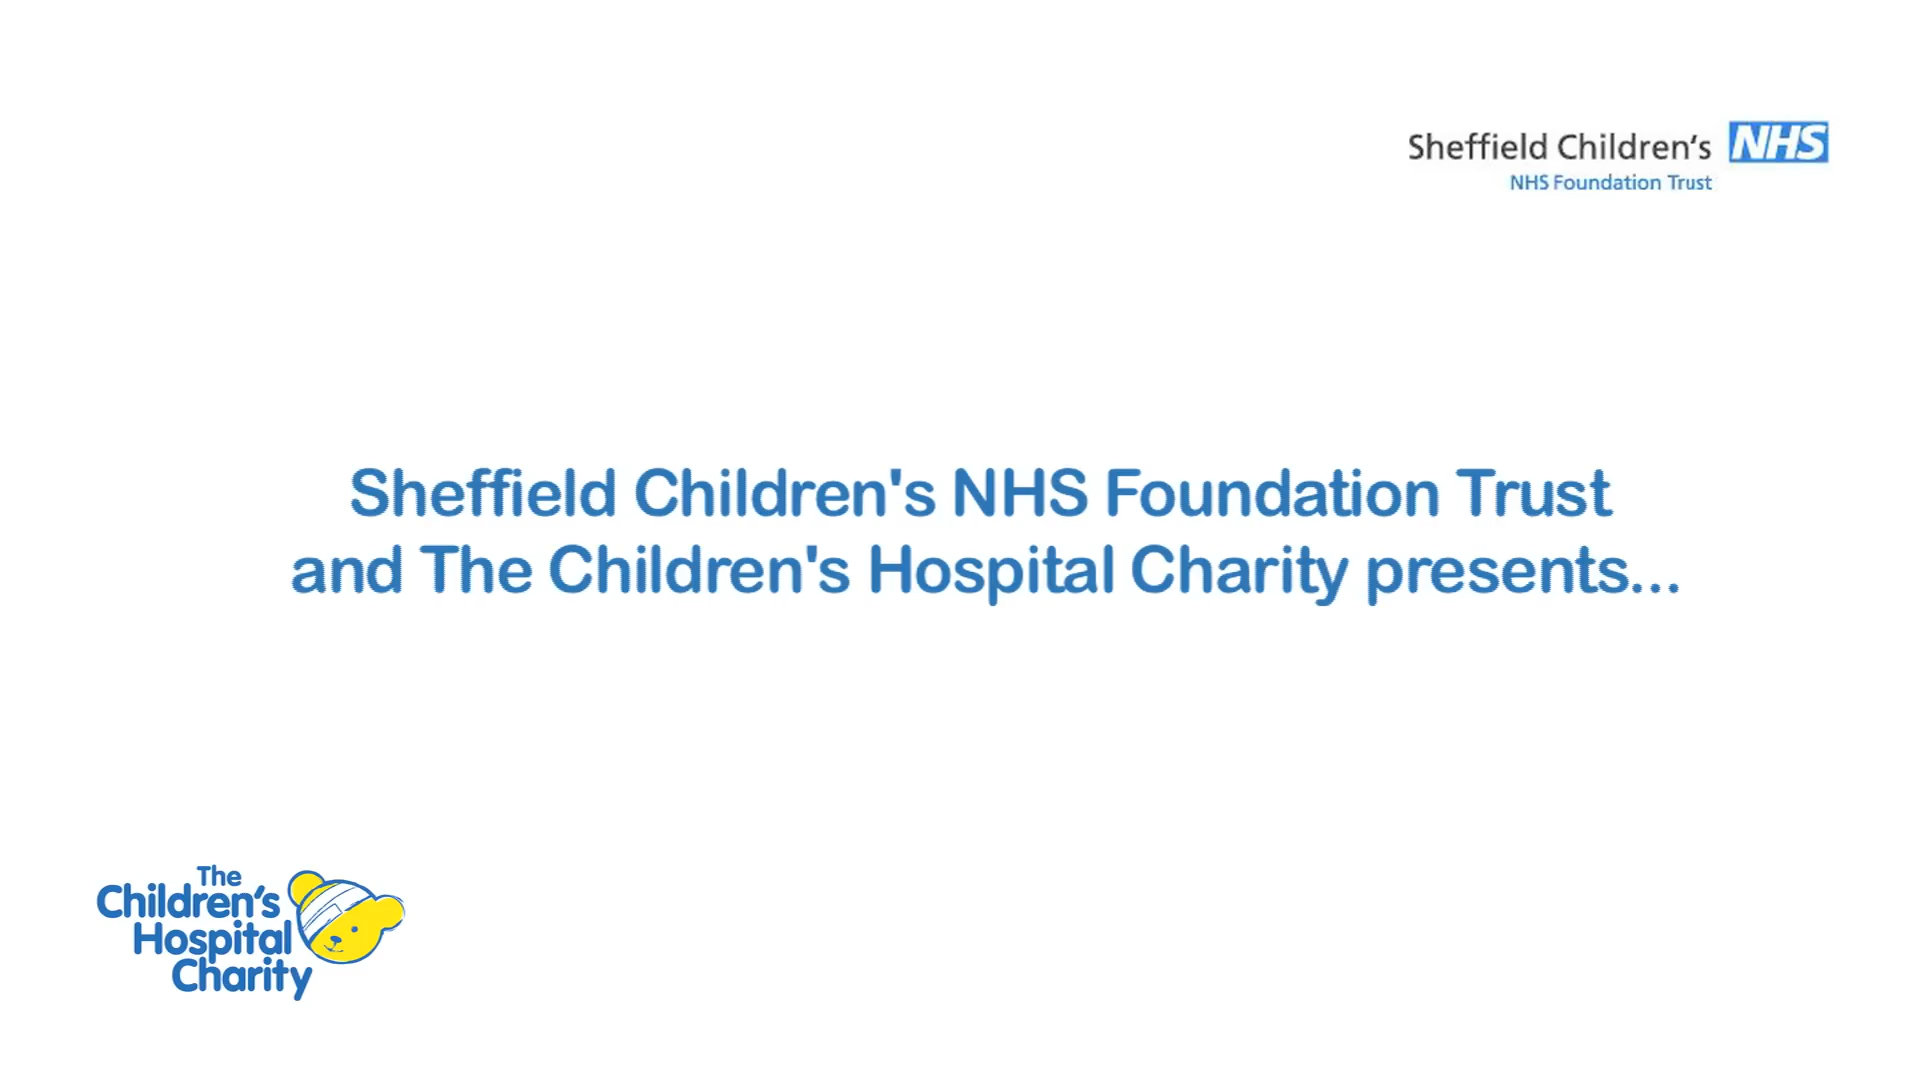 Sheffield Children's NHS
NHS Foundation Trust
Sheffield Children's NHS Foundation Trust
and The Children's Hospital Charity presents...
The
Children's
Hospital
Charity